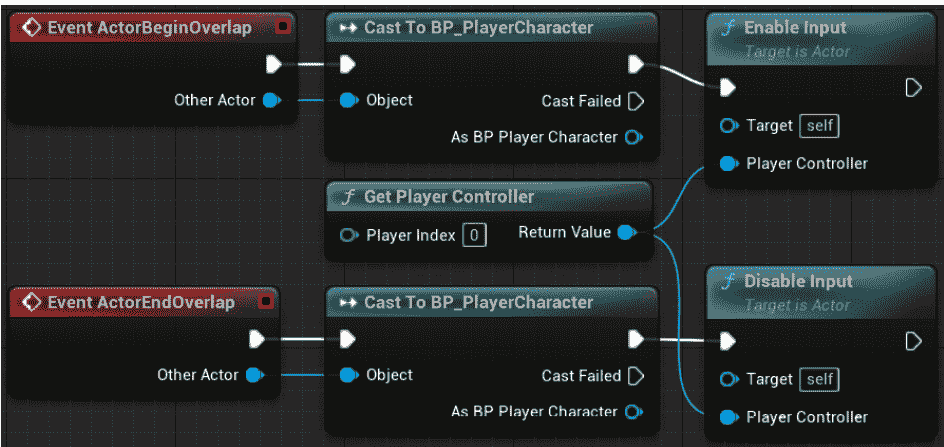 Event ActorBeginOverlap
Other Actor
Cast To BP_PlayerCharacter
Object
Cast Failed
As BP Player Character
f Enable Input
Target is Actor
Target self
Player Controller
f Get Player Controller
Player Index 0
Return Value
Event ActorEndOverlap
Other Actor
Cast To BP_PlayerCharacter
Object
Cast Failed
As BP Player Character
f Disable Input
Target is Actor
Target self
Player Controller